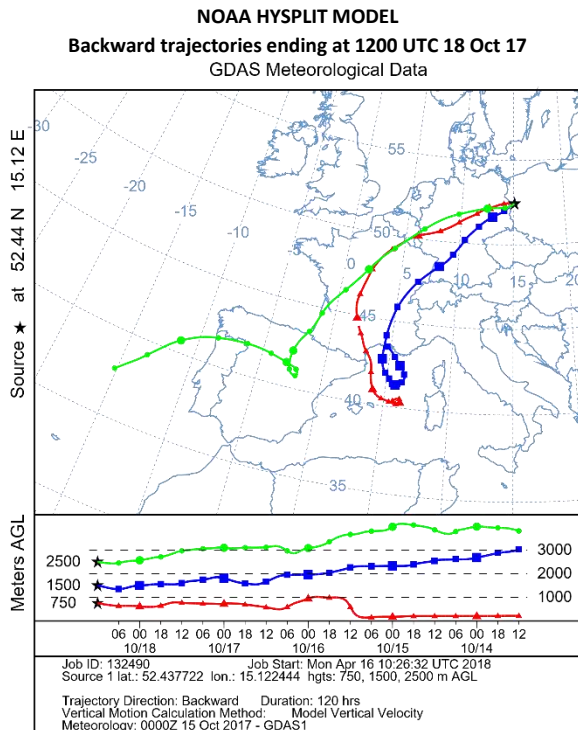 NOAA HYSPLIT MODEL
Backward trajectories ending at 1200 UTC 18 Oct 17
GDAS Meteorological Data
Source ★ at 52.44 N 15.12 E
-30
-25
-20
-15
-10
55
50
0
5
45
40
35
15
20
Meters AGL
2500
1500
750
3000
2000
1000
06 00 18 12 06 00 18 12 06 00 18 12 06 00 18 12 06 00 18 12
10/18 10/17 10/16 10/15 10/14
Job ID: 132490 Job Start: Mon Apr 16 10:26:32 UTC 2018
Source 1 lat.: 52.437722 lon.: 15.122444 hgts: 750, 1500, 2500 m AGL
Trajectory Direction: Backward Duration: 120 hrs
Vertical Motion Calculation Method: Model Vertical Velocity
Meteorology: 0000Z 15 Oct 2017 - GDAS1